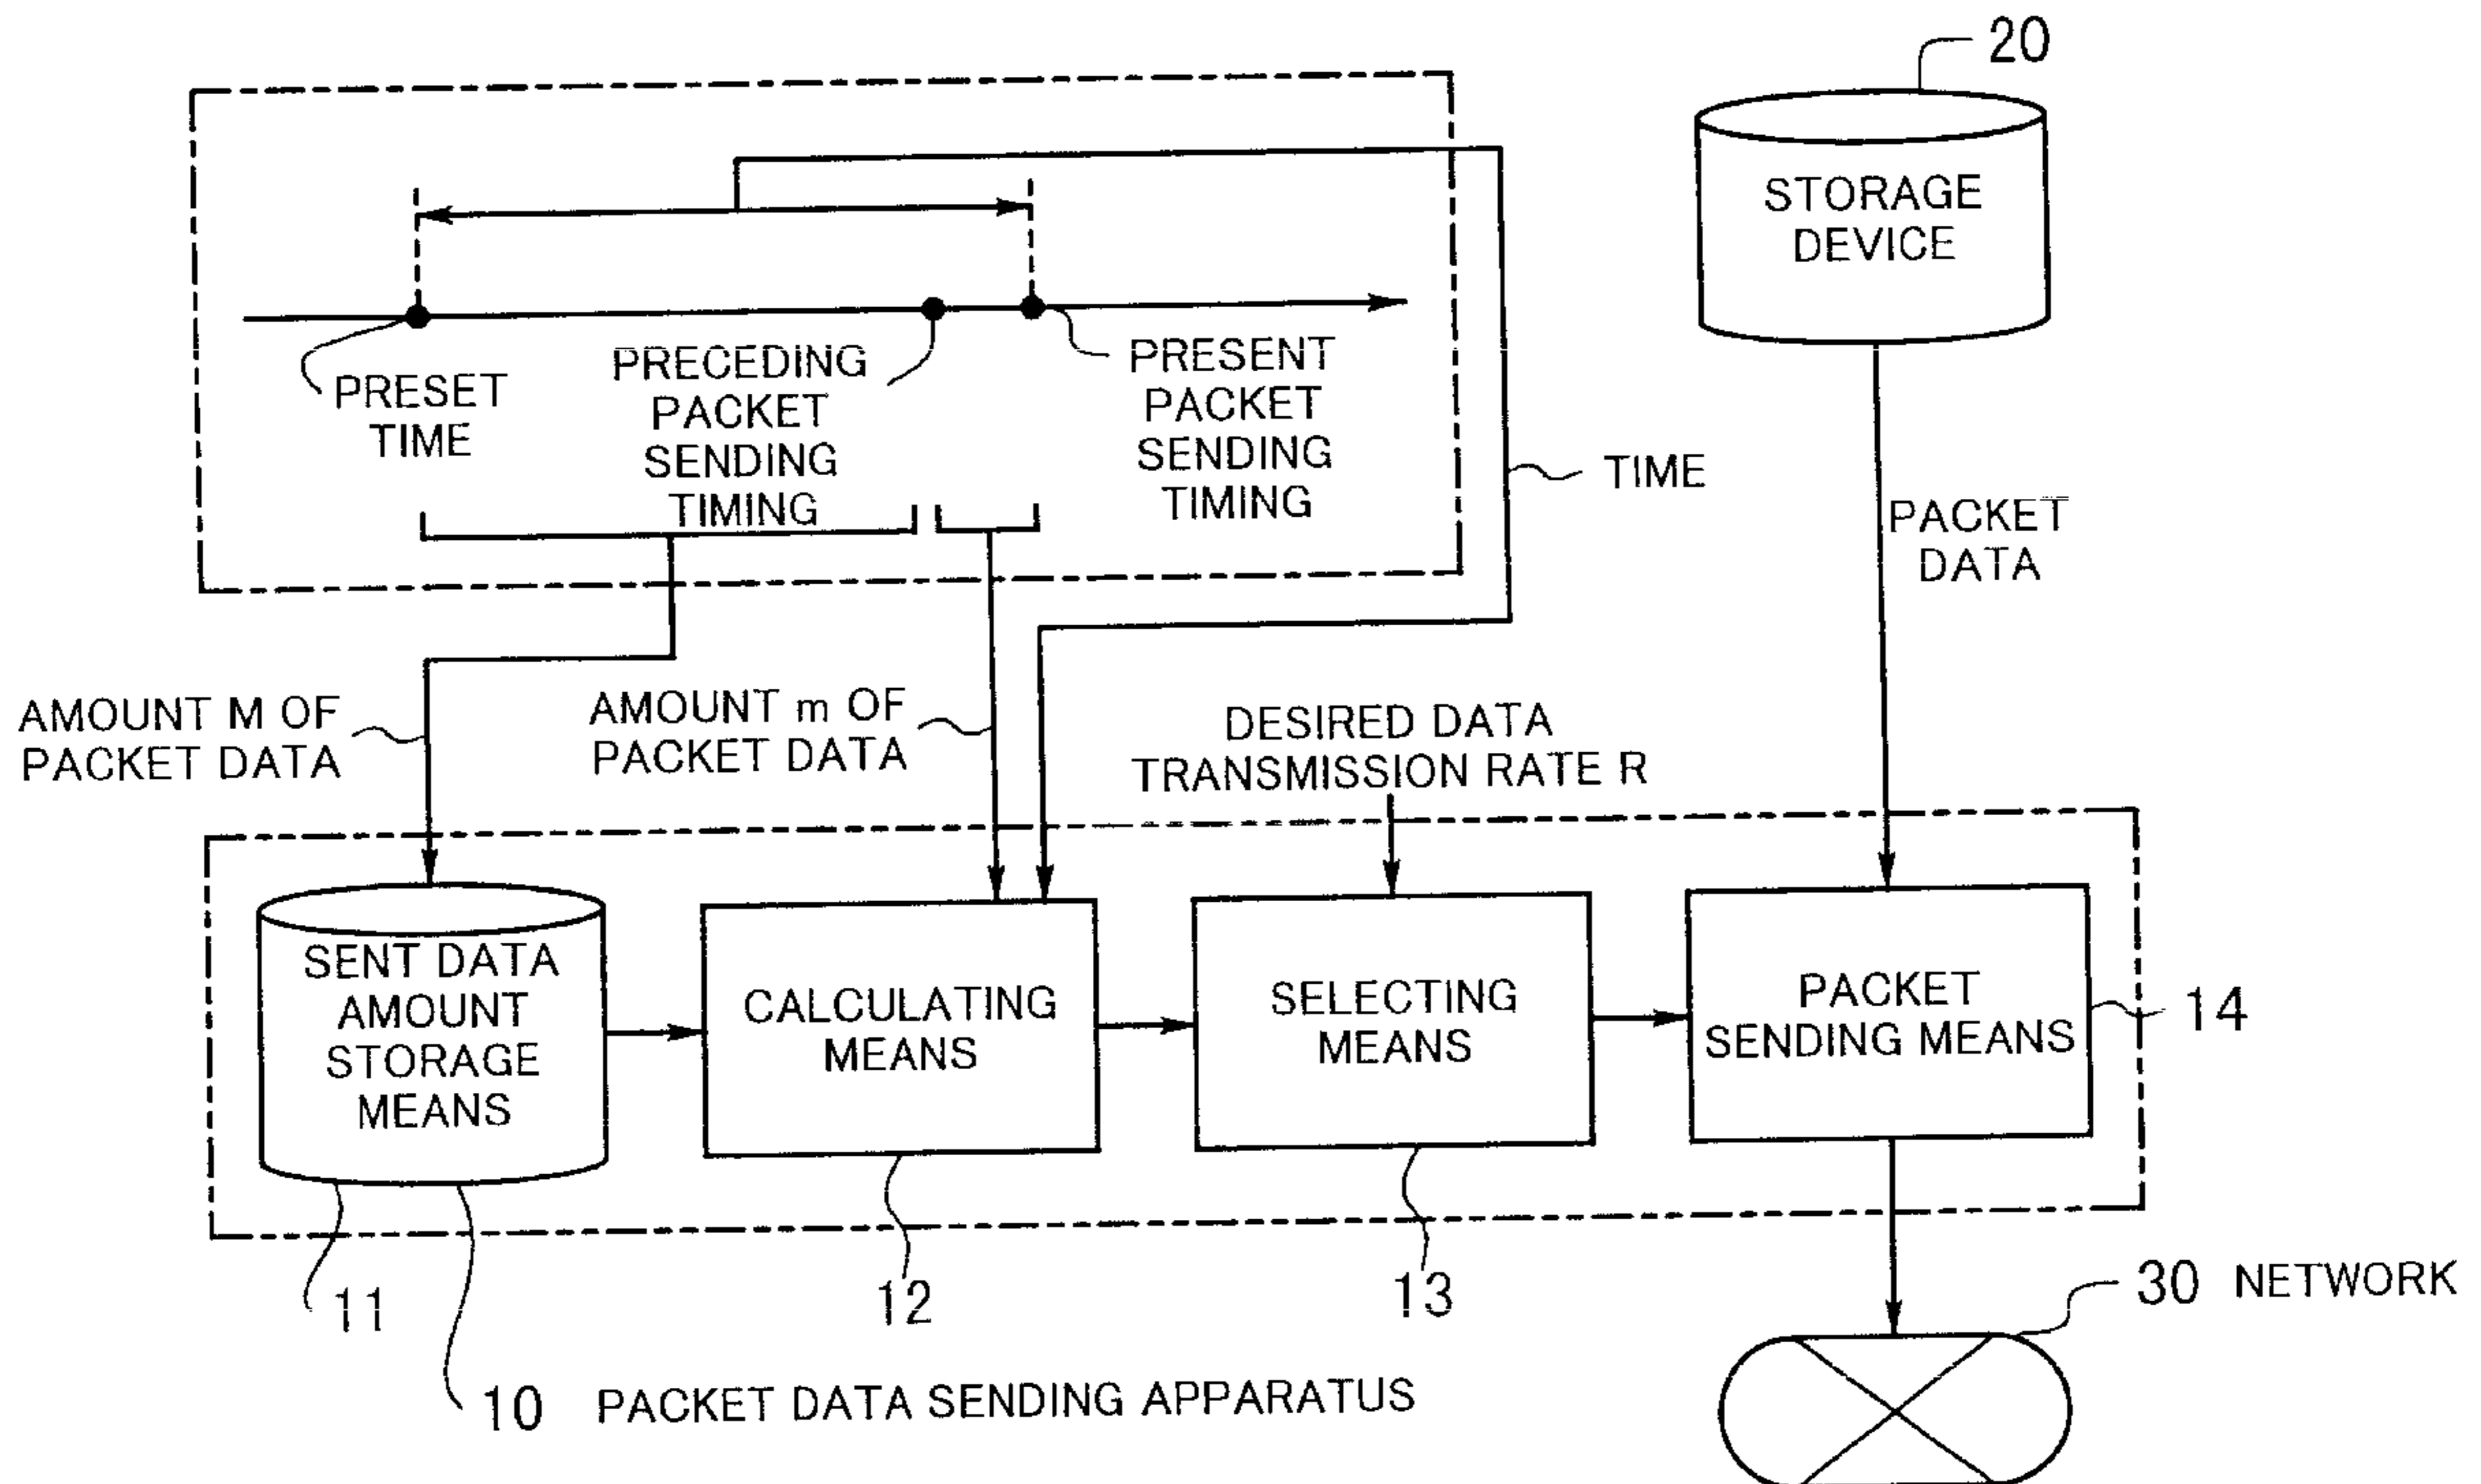 20
STORAGE
DEVICE
PRESET
TIME
PRECEDING
PACKET
SENDING
TIMING
PRESENT
PACKET
SENDING
TIMING
TIME
PACKET
DATA
AMOUNT M OF
PACKET DATA
AMOUNT m OF
PACKET DATA
DESIRED DATA
TRANSMISSION RATE R
SENT DATA
AMOUNT
STORAGE
MEANS
CALCULATING
MEANS
SELECTING
MEANS
PACKET
SENDING MEANS
14
11
12
13
30 NETWORK
10 PACKET DATA SENDING APPARATUS